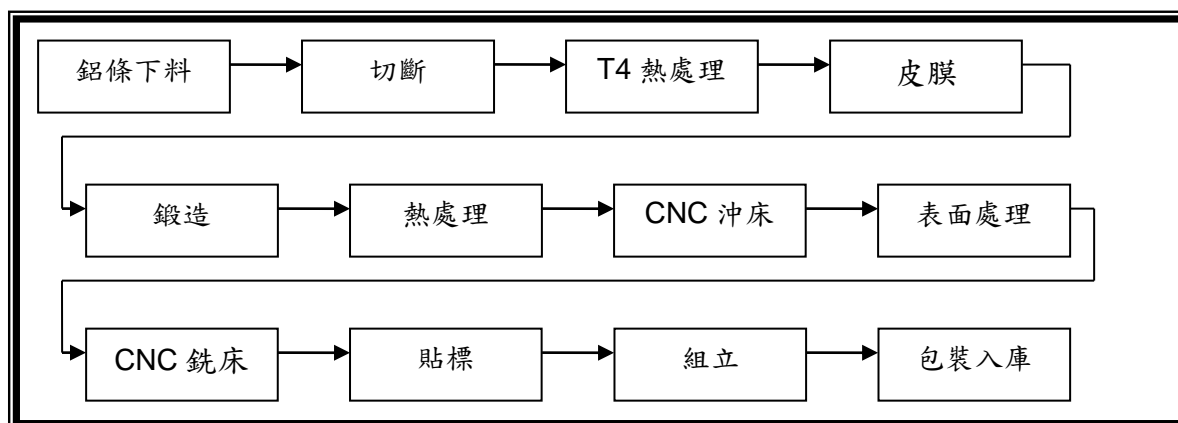 鋁條下料
切斷
T4 熱處理
皮膜
鍛造
熱處理
CNC 沖床
表面處理
CNC 銑床
貼標
組立
包裝入庫